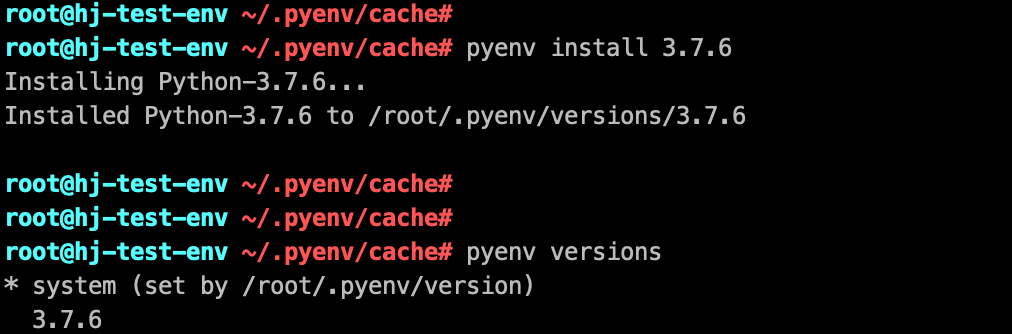 root@hj-test-env ~/.pyenv/cache#
root@hj-test-env ~/.pyenv/cache# pyenv install 3.7.6
Installing Python-3.7.6...
Installed Python-3.7.6 to /root/.pyenv/versions/3.7.6
root@hj-test-env ~/.pyenv/cache#
root@hj-test-env ~/.pyenv/cache#
root@hj-test-env ~/.pyenv/cache# pyenv versions
* system (set by /root/.pyenv/version)
  3.7.6